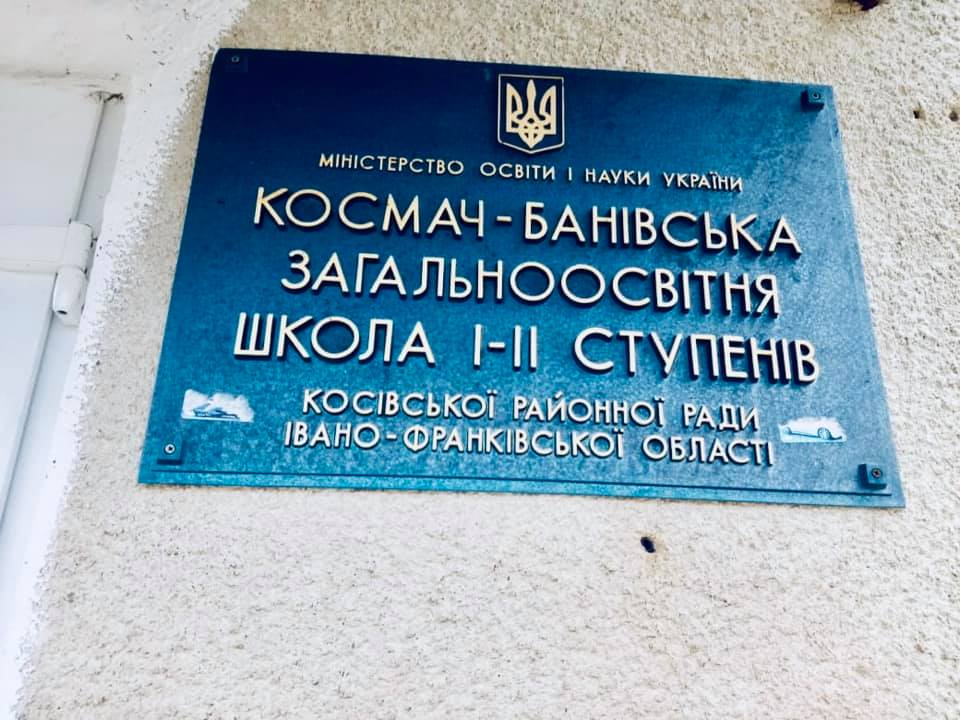 МІНІСТЕРСТВО ОСВІТИ І НАУКИ УКРАЇНИ
КОСМАЧ-БАНІВСЬКА
ЗАГАЛЬНООСВІТНЯ
ШКОЛА І-ІІ СТУПЕНІВ
КОСІВСЬКОЇ РАЙОННОЇ РАДИ
ІВАНО-ФРАНКІВСЬКОЇ ОБЛАСТІ